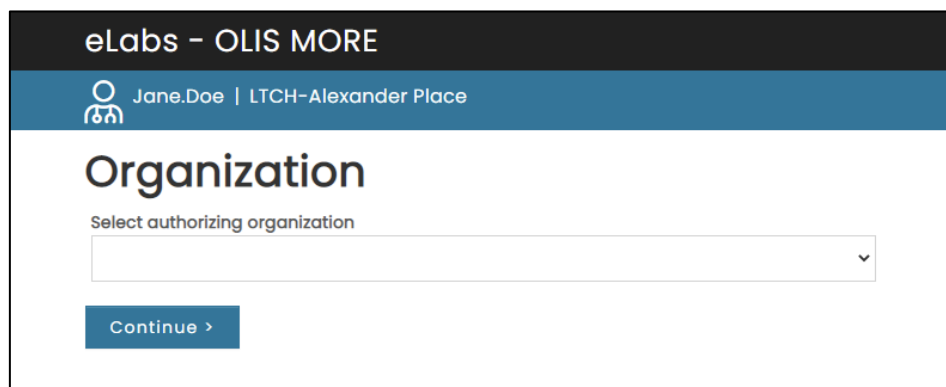 eLabs - OLIS MORE
Jane.Doe | LTCH-Alexander Place
Organization
Select authorizing organization
Continue >